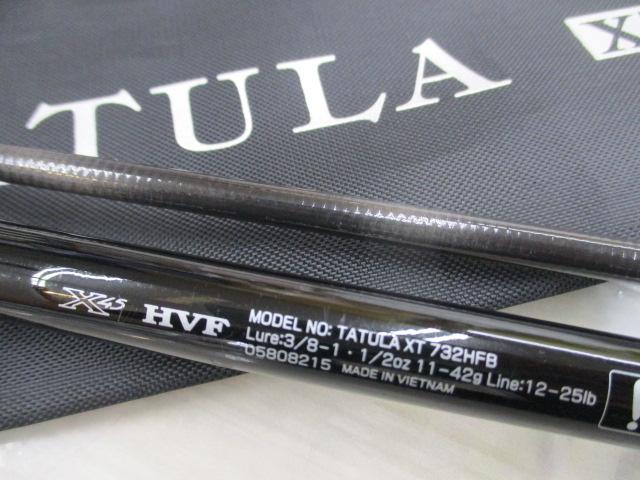 TULA X
X45 HVF
MODEL NO: TATULA XT 732HFB
Lure:3/8-1・1/2oz 11-42g Line:12-25lb
05808215 MADE IN VIETNAM